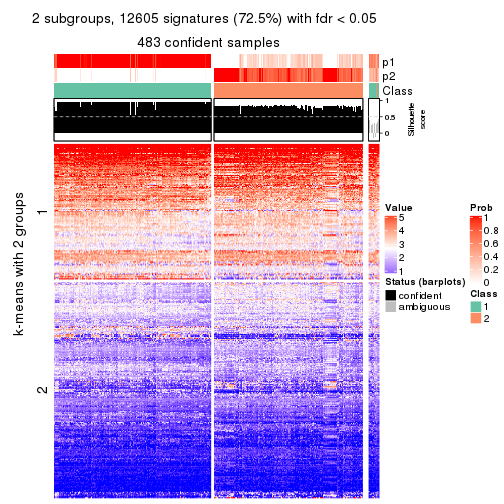 2 subgroups, 12605 signatures (72.5%) with fdr < 0.05
483 confident samples
p1
p2
Class
1
0.5
0
Silhouette
score
k-means with 2 groups
1
2
Value
5
4
3
2
1
Status (barplots)
confident
ambiguous
Prob
1
0.8
0.6
0.4
0.2
0
Class
1
2